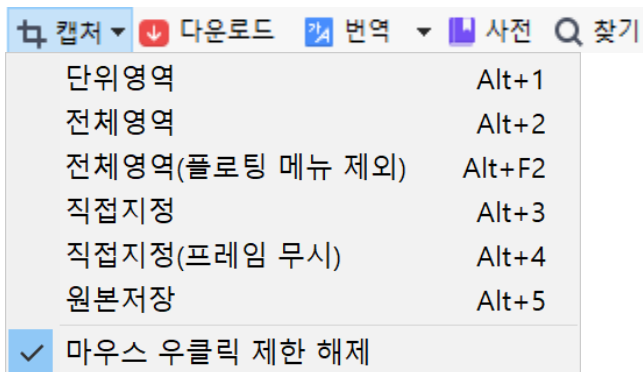 캡처 다운로드 가A 번역 사전 찾기
단위영역 Alt+1
전체영역 Alt+2
전체영역(플로팅 메뉴 제외) Alt+F2
직접지정 Alt+3
직접지정(프레임 무시) Alt+4
원본저장 Alt+5
마우스 우클릭 제한 해제